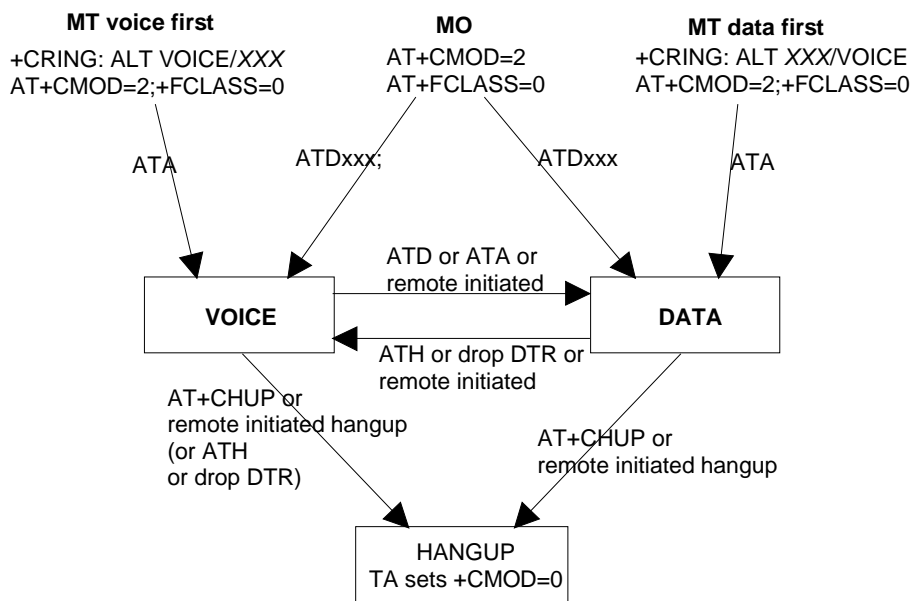 MT voice first
+CRING: ALT VOICE/XXX
AT+CMOD=2;+FCLASS=0
MO
AT+CMOD=2
AT+FCLASS=0
MT data first
+CRING: ALT XXX/VOICE
AT+CMOD=2;+FCLASS=0
ATA
ATDxxx;
ATDxxx
ATA
ATD or ATA or
remote initiated
VOICE
DATA
ATH or drop DTR or
remote initiated
AT+CHUP or
remote initiated hangup
(or ATH
or drop DTR)
AT+CHUP or
remote initiated hangup
HANGUP
TA sets +CMOD=0